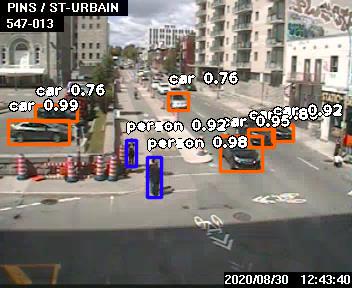 PINS / ST-URBAIN
547-013
car 0.76
car 0.76
car 0.99
car 0.92
car 0.95
person 0.92
person 0.98
2020/08/30 12:43:40